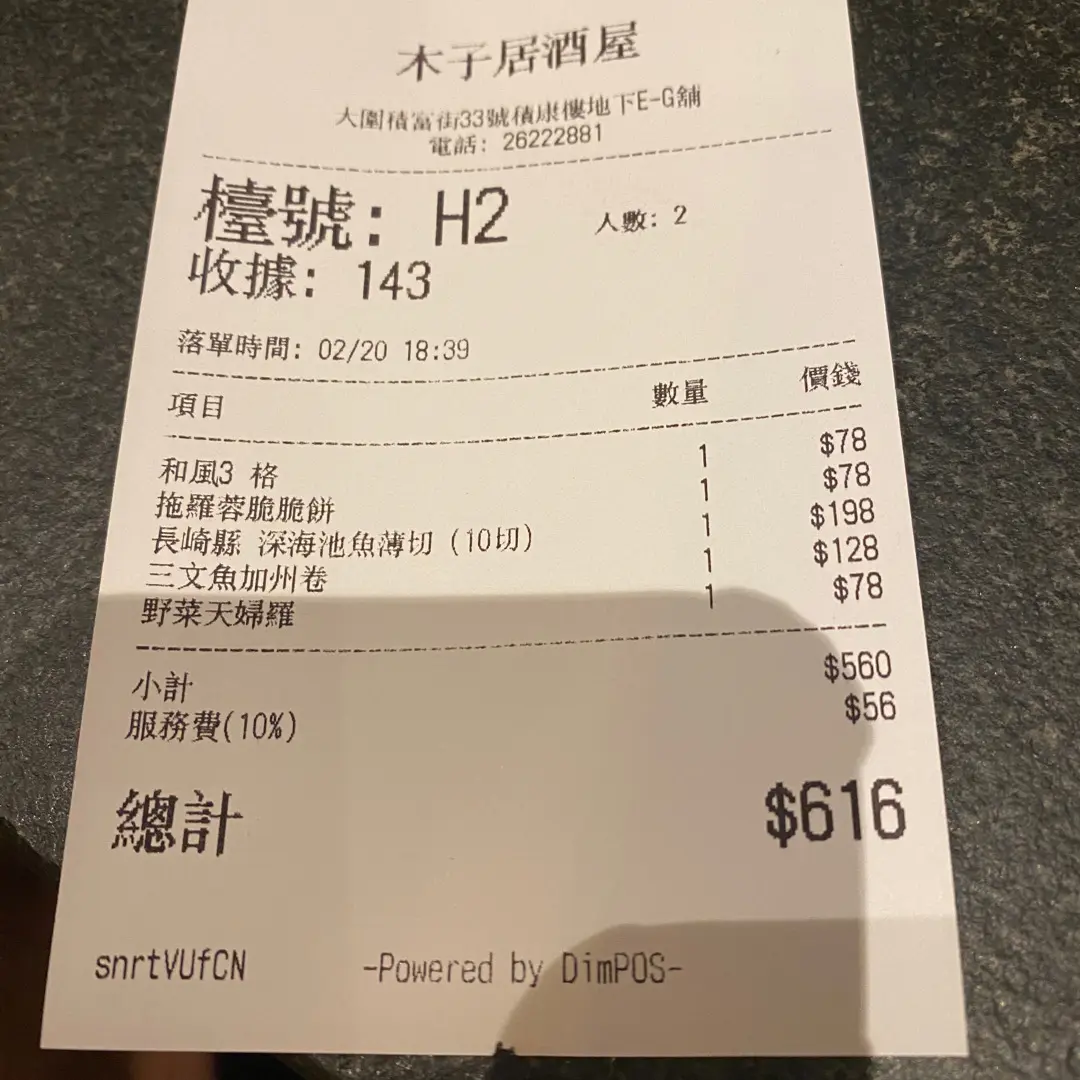 木子居酒屋
大圍積富街33號積康樓地下E-G舖
電話: 26222881
檯號: H2 人數: 2
收據: 143
落單時間: 02/20 18:39
項目 數量 價錢
和風3 格 1 $78
拖羅蓉脆脆餅 1 $78
長崎縣 深海池魚薄切 (10切) 1 $198
三文魚加州卷 1 $128
野菜天婦羅 1 $78
小計 $560
服務費(10%) $56
總計 $616
snrtVUfCN -Powered by DimPOS-